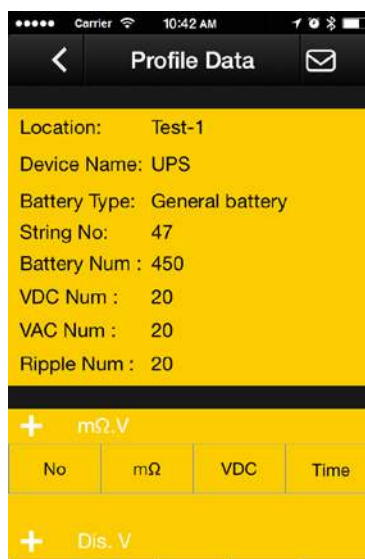 Carrier 10:42 AM
Profile Data
Location: Test-1
Device Name: UPS
Battery Type: General battery
String No: 47
Battery Num : 450
VDC Num : 20
VAC Num : 20
Ripple Num : 20
mΩ.V
No mΩ VDC Time
Dis. V